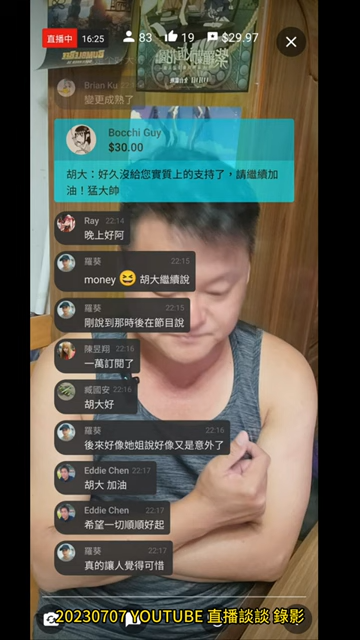 直播中 16:25 83 19 $29.97
Brian Ku
變更成熟了
Bocchi Guy
$30.00
胡大：好久沒給您實質上的支持了，請繼續加
油！猛大帥
Ray 22:14
晚上好阿
羅葵 22:15
money 😆 胡大繼續說
羅葵 22:15
剛說到那時後在節目說
陳昱翔 22:16
一萬訂閱了
臧國安 22:16
胡大好
羅葵 22:16
後來好像她姐說好像又是意外了
Eddie Chen 22:17
胡大 加油
Eddie Chen 22:17
希望一切順順好起
羅葵 22:17
真的讓人覺得可惜
20230707 YOUTUBE 直播談談 錄影